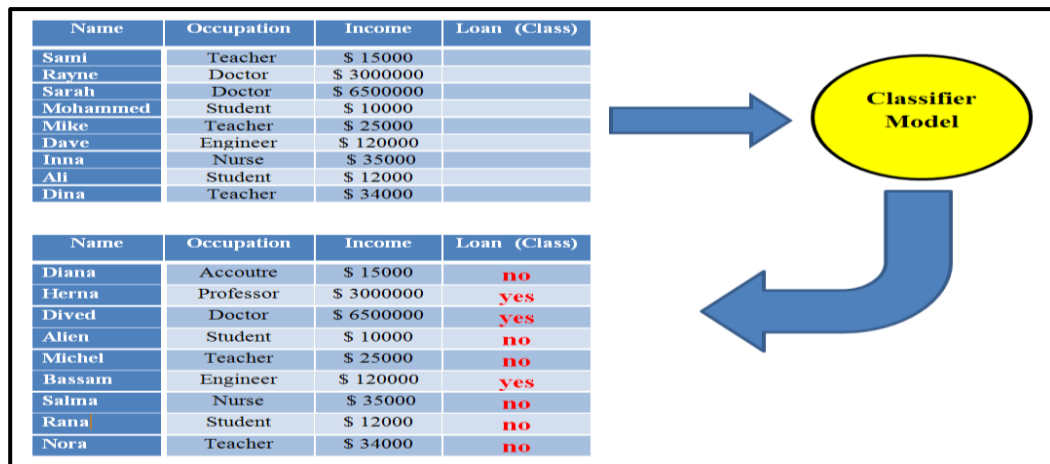 Name Occupation Income Loan (Class)
Sami Teacher $ 15000
Rayne Doctor $ 3000000
Sarah Doctor $ 6500000
Mohammed Student $ 10000
Mike Teacher $ 25000
Dave Engineer $ 120000
Inna Nurse $ 35000
Ali Student $ 12000
Dina Teacher $ 34000
Classifier
Model
Name Occupation Income Loan (Class)
Diana Accoutre $ 15000 no
Herna Professor $ 3000000 yes
Dived Doctor $ 6500000 yes
Alien Student $ 10000 no
Michel Teacher $ 25000 no
Bassam Engineer $ 120000 yes
Salma Nurse $ 35000 no
Rana Student $ 12000 no
Nora Teacher $ 34000 no